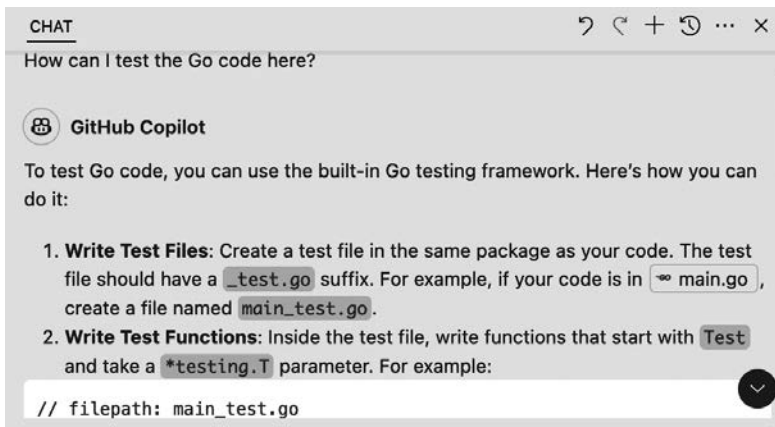 CHAT
How can I test the Go code here?
GitHub Copilot
To test Go code, you can use the built-in Go testing framework. Here's how you can
do it:
1. Write Test Files: Create a test file in the same package as your code. The test
file should have a _test.go suffix. For example, if your code is in main.go ,
create a file named main_test.go.
2. Write Test Functions: Inside the test file, write functions that start with Test
and take a *testing.T parameter. For example:
// filepath: main_test.go